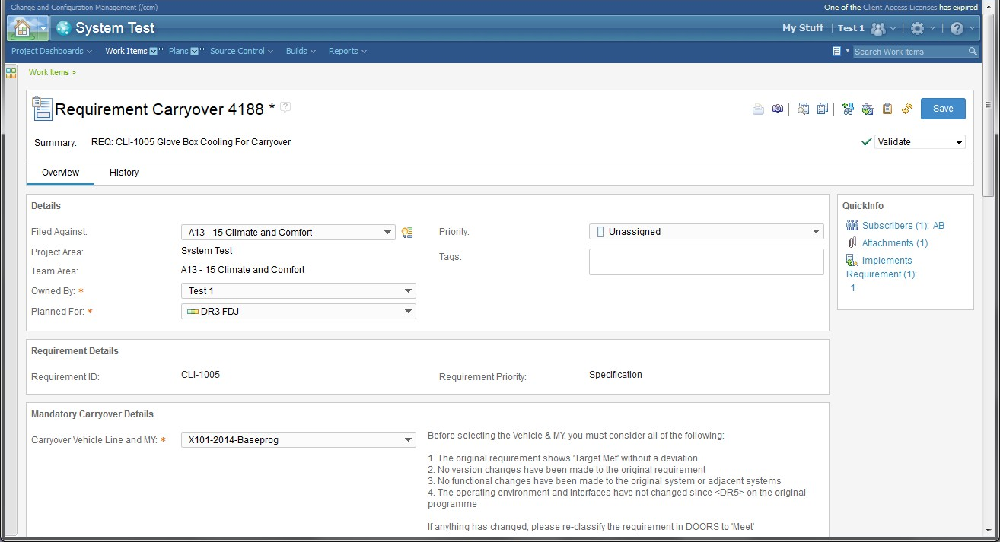 Change and Configuration Management (/ccm)
One of the Client Access Licenses has expired
System Test
My Stuff | Test 1
Project Dashboards Work Items * Plans * Source Control Builds Reports
Search Work Items
Work Items >
Requirement Carryover 4188 * ?
Save
Summary: REQ: CLI-1005 Glove Box Cooling For Carryover
Validate
Overview History
Details
Filed Against: A13 - 15 Climate and Comfort
Priority: Unassigned
Project Area: System Test
Tags:
Team Area: A13 - 15 Climate and Comfort
Owned By: * Test 1
Planned For: * DR3 FDJ
QuickInfo
Subscribers (1): AB
Attachments (1)
Implements
Requirement (1):
1
Requirement Details
Requirement ID: CLI-1005
Requirement Priority: Specification
Mandatory Carryover Details
Carryover Vehicle Line and MY: * X101-2014-Baseprog
Before selecting the Vehicle & MY, you must consider all of the following:
1. The original requirement shows 'Target Met' without a deviation
2. No version changes have been made to the original requirement
3. No functional changes have been made to the original system or adjacent systems
4. The operating environment and interfaces have not changed since <DR5> on the original
programme
If anything has changed, please re-classify the requirement in DOORS to 'Meet'